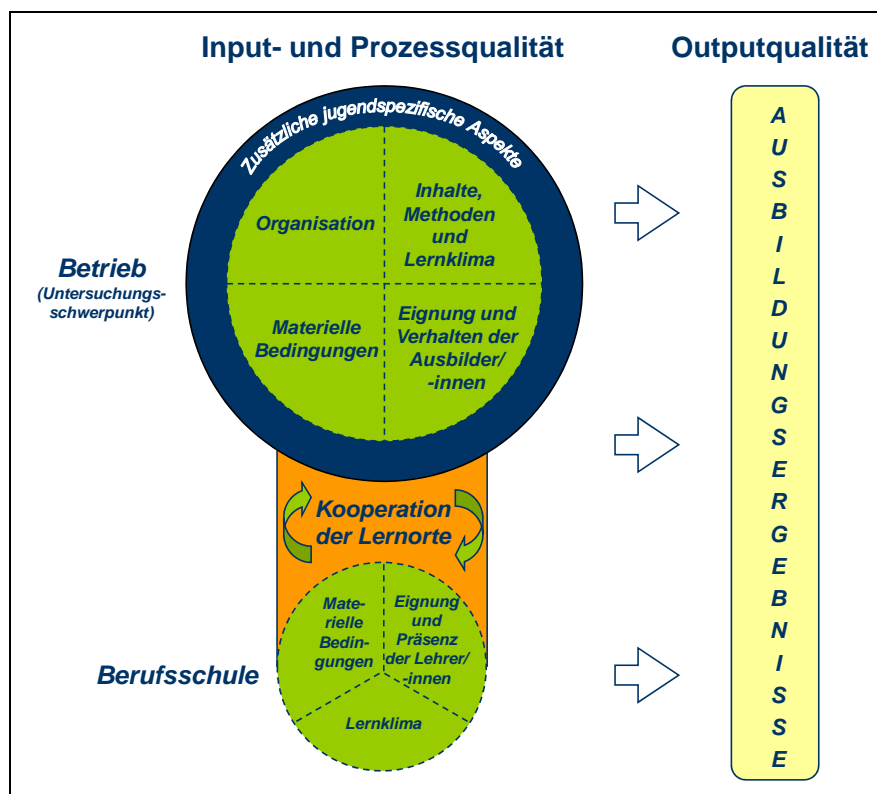 Input- und Prozessqualität
Outputqualität
Zusätzliche jugendspezifische Aspekte
Organisation
Inhalte,
Methoden
und
Lernklima
Betrieb
(Untersuchungs-
schwerpunkt)
Materielle
Bedingungen
Eignung und
Verhalten der
Ausbilder/
-innen
Kooperation
der Lernorte
Mate-
rielle
Bedin-
gungen
Eignung
und
Präsenz
der Lehrer/
-innen
Berufsschule
Lernklima
A
U
S
B
I
L
D
U
N
G
S
E
R
G
E
B
N
I
S
S
E